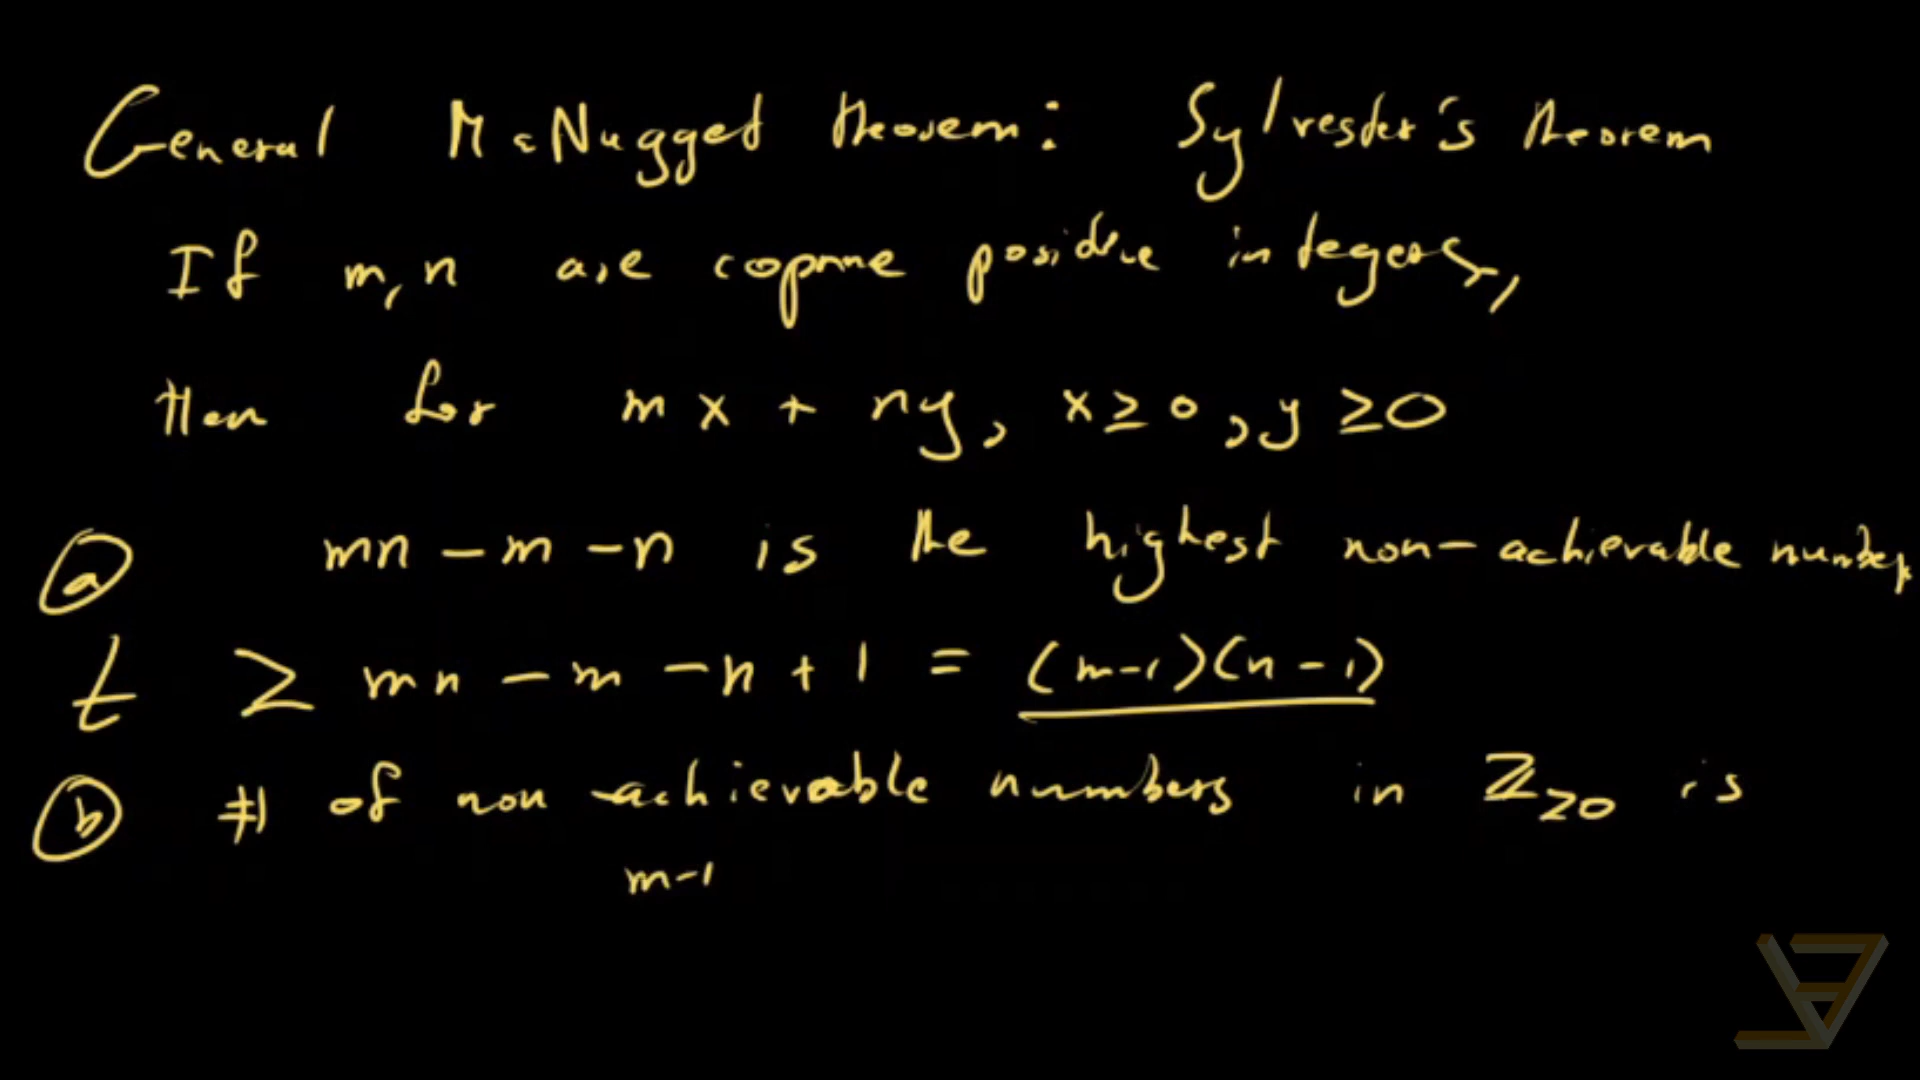 General McNugget theorem: Sylvester's theorem
If m, n are coprime positive integers,
then for mx + ny, x ≥ 0, y ≥ 0
(a) mn - m - n is the highest non-achievable number
t ≥ mn - m - n + 1 = (m-1)(n-1)
(b) # of non achievable numbers in ℤ≥0 is
m-1